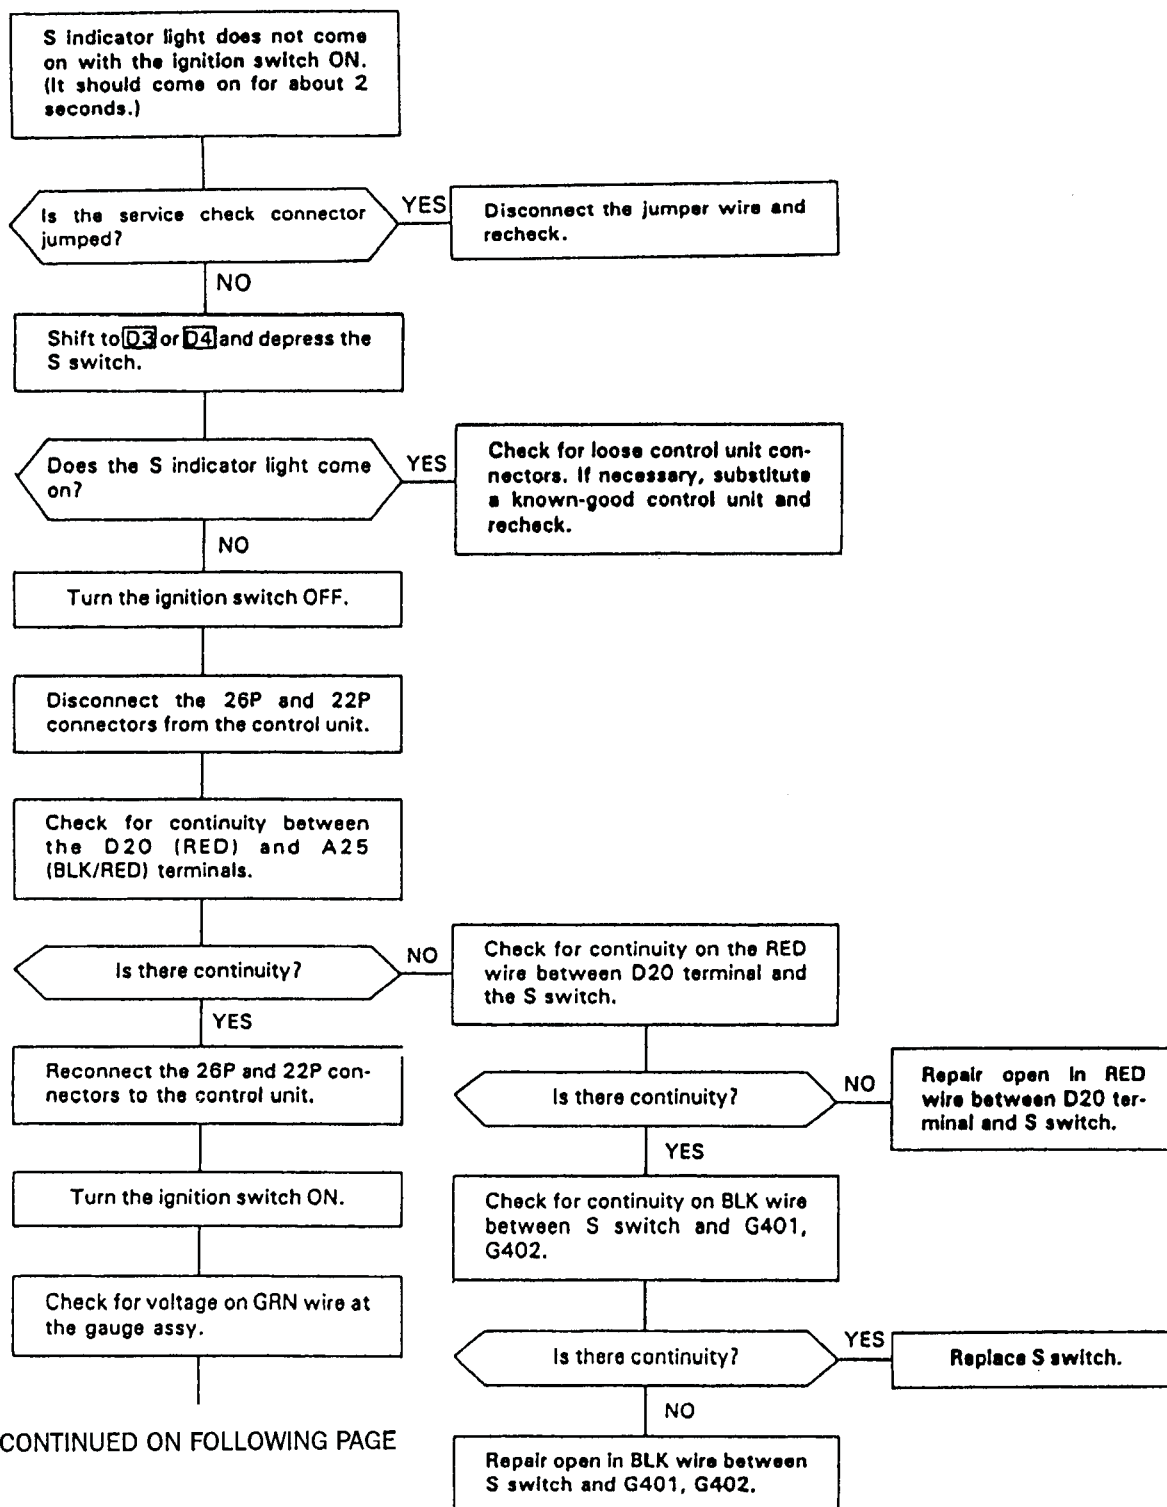 S indicator light does not come
on with the ignition switch ON.
(It should come on for about 2
seconds.)
Is the service check connector
jumped?
YES
Disconnect the jumper wire and
recheck.
NO
Shift to D3 or D4 and depress the
S switch.
Does the S indicator light come
on?
YES
Check for loose control unit con-
nectors. If necessary, substitute
a known-good control unit and
recheck.
NO
Turn the ignition switch OFF.
Disconnect the 26P and 22P
connectors from the control unit.
Check for continuity between
the D20 (RED) and A25
(BLK/RED) terminals.
Is there continuity?
NO
Check for continuity on the RED
wire between D20 terminal and
the S switch.
YES
Reconnect the 26P and 22P con-
nectors to the control unit.
Is there continuity?
NO
Repair open in RED
wire between D20 ter-
minal and S switch.
YES
Turn the ignition switch ON.
Check for continuity on BLK wire
between S switch and G401,
G402.
Check for voltage on GRN wire at
the gauge assy.
Is there continuity?
YES
Replace S switch.
NO
CONTINUED ON FOLLOWING PAGE
Repair open in BLK wire between
S switch and G401, G402.